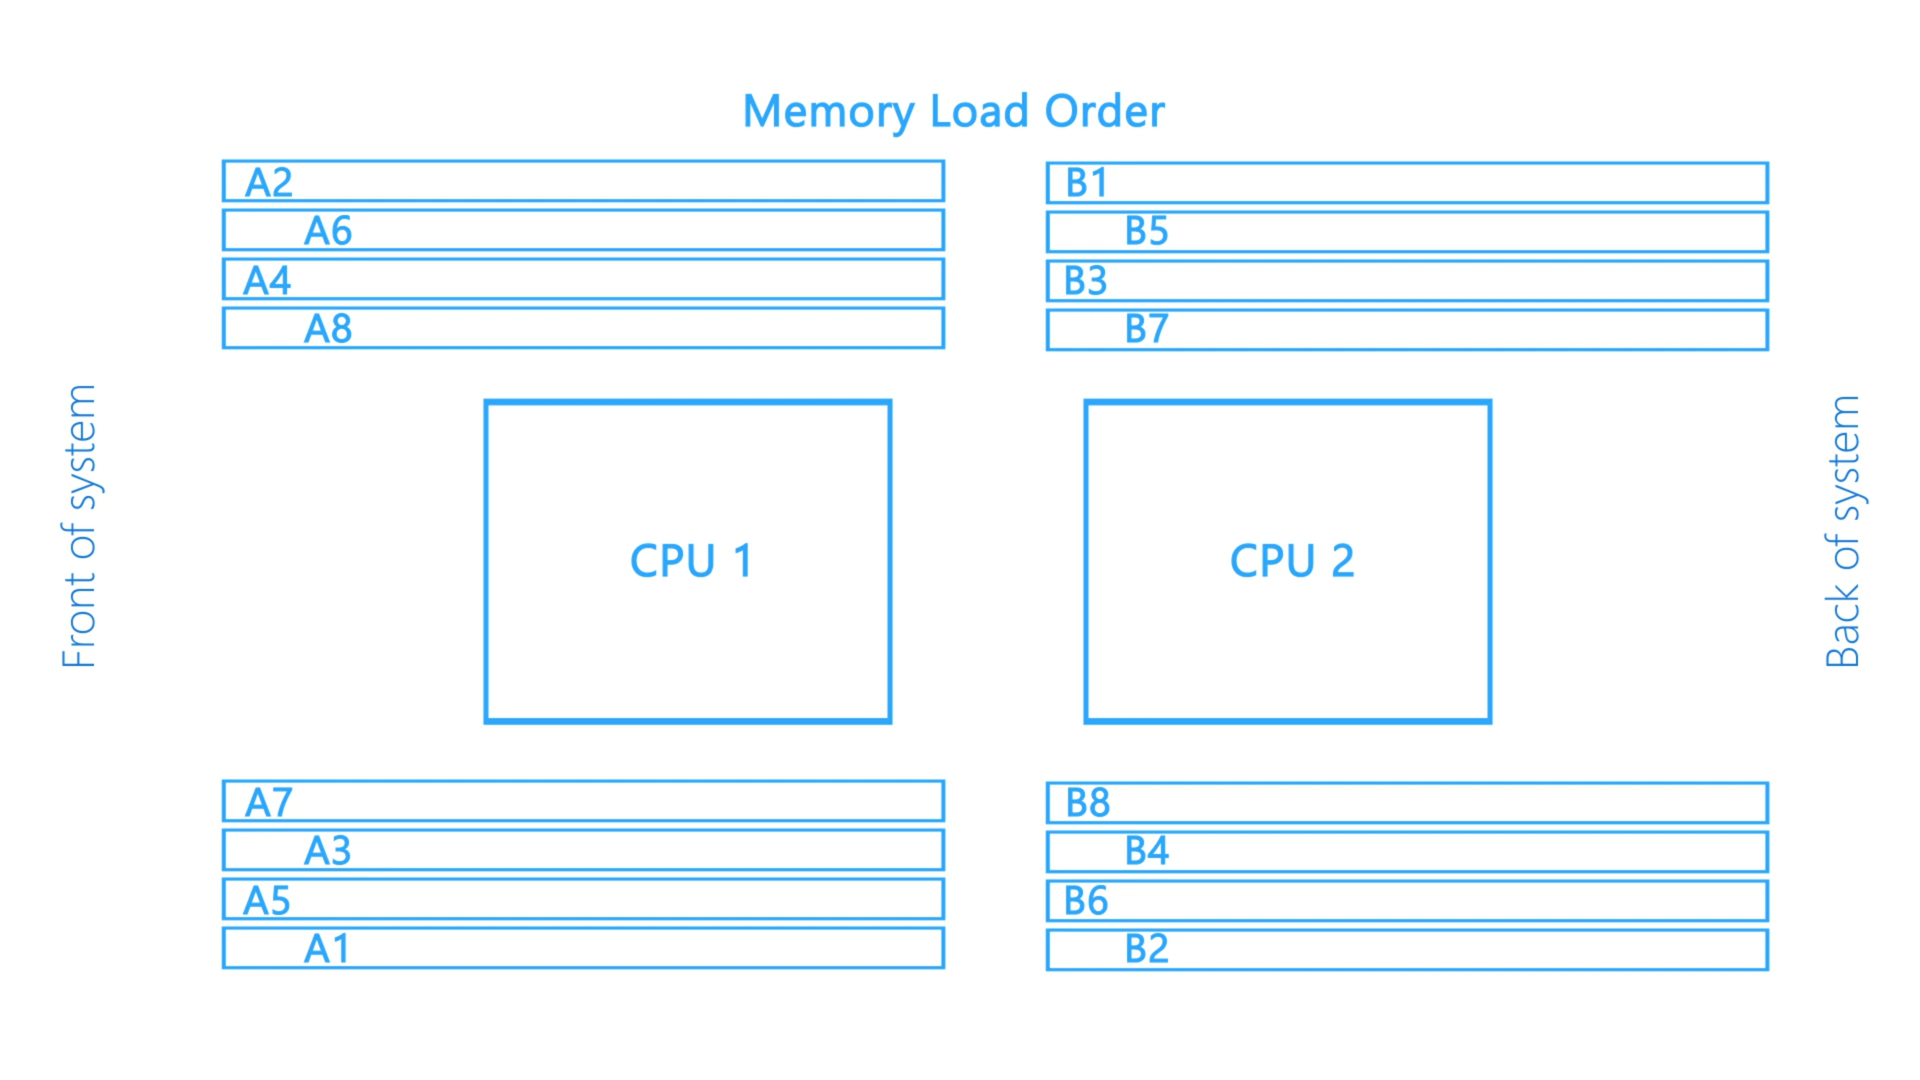 Memory Load Order
A2
A6
A4
A8
B1
B5
B3
B7
Front of system
CPU 1
CPU 2
Back of system
A7
A3
A5
A1
B8
B4
B6
B2